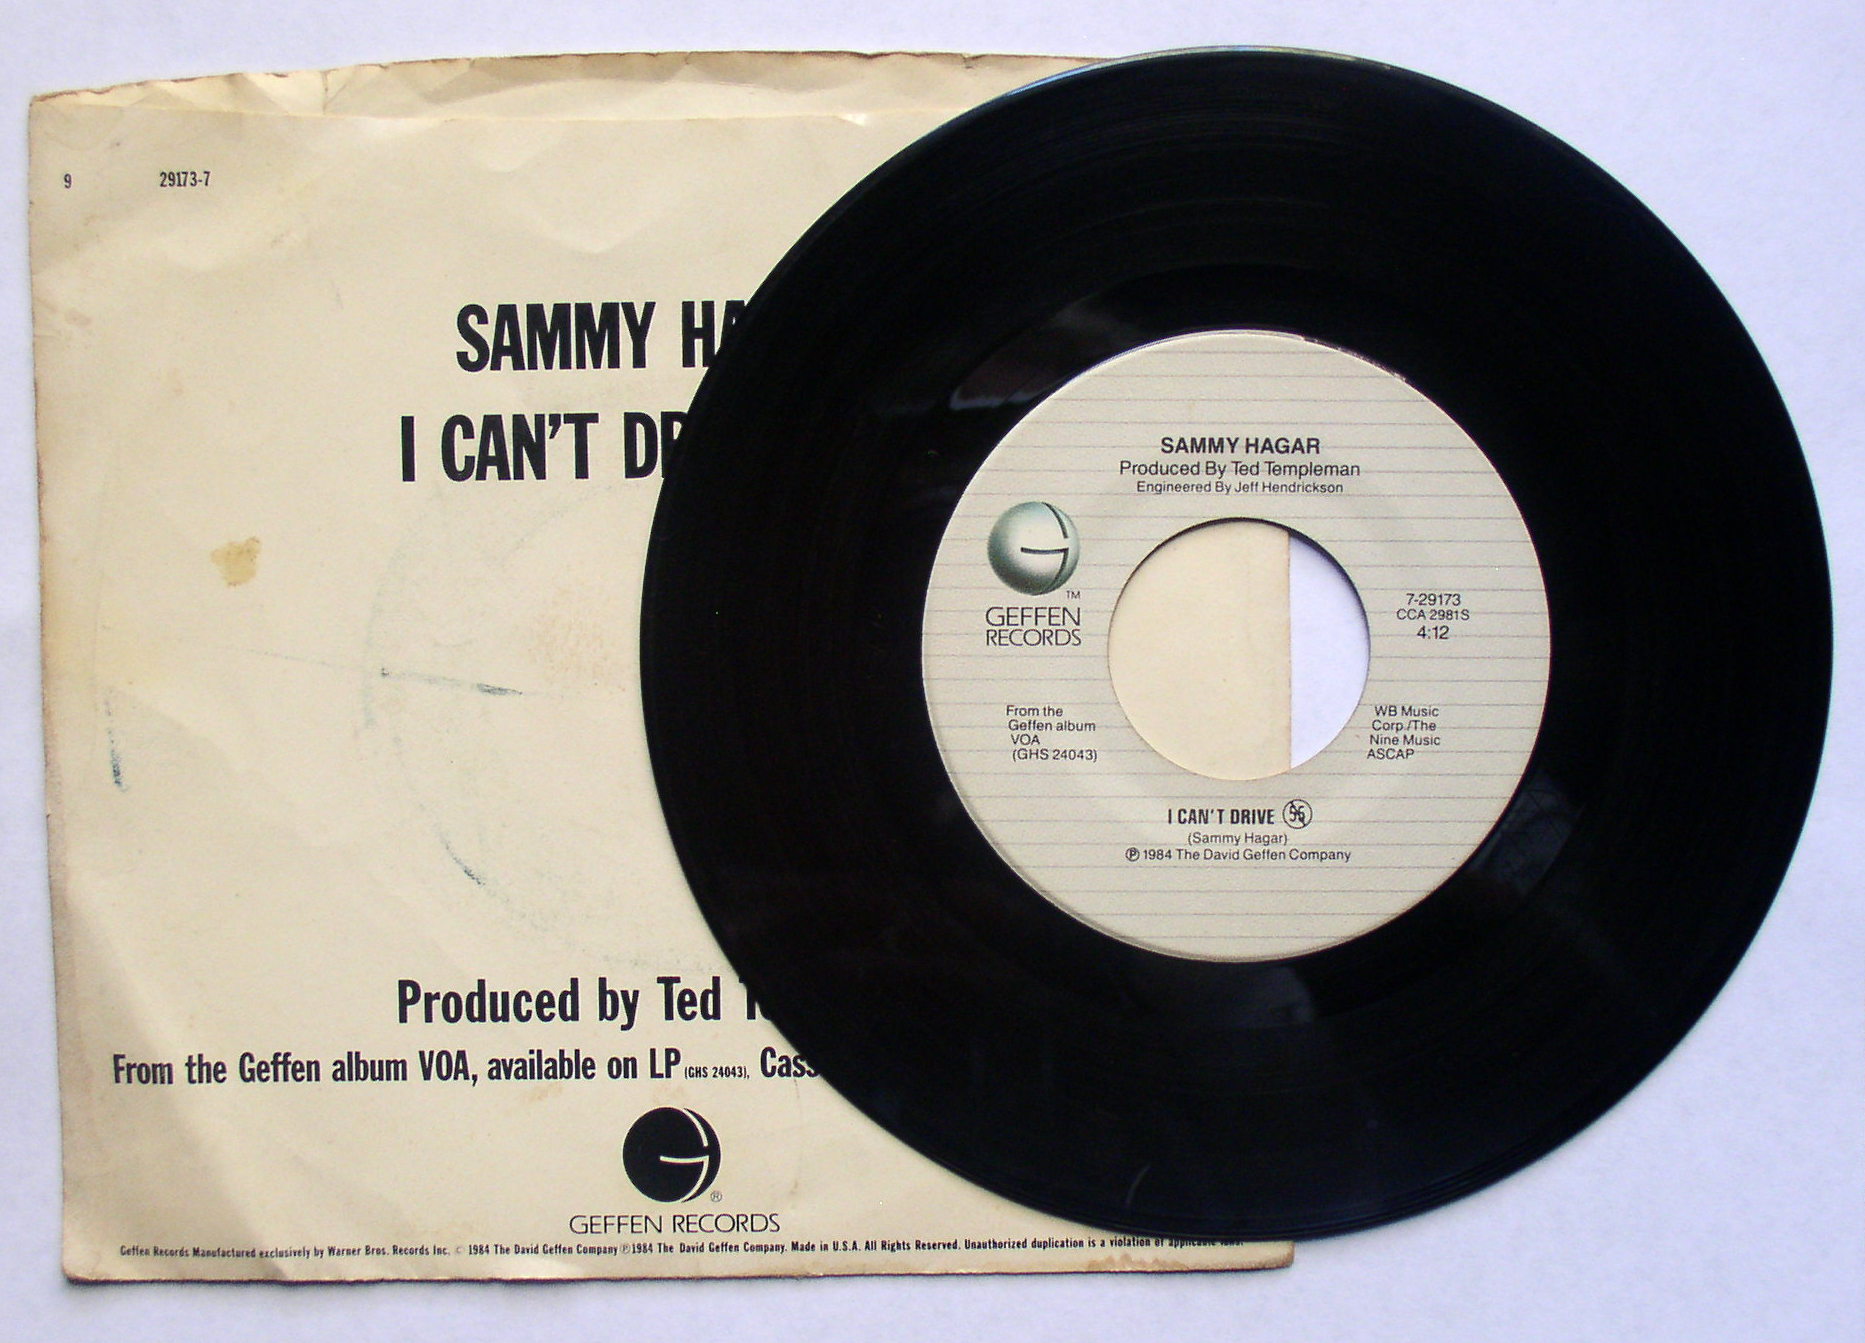 9 29173-7
SAMMY HA
I CAN'T DR
Produced by Ted T
From the Geffen album VOA, available on LP (GHS 24043), Cass
®
GEFFEN RECORDS
Geffen Records Manufactured exclusively by Warner Bros. Records Inc. © 1984 The David Geffen Company ℗1984 The David Geffen Company. Made in U.S.A. All Rights Reserved. Unauthorized duplication is a violation of applicable laws.
SAMMY HAGAR
Produced By Ted Templeman
Engineered By Jeff Hendrickson
TM
GEFFEN
RECORDS
7-29173
CCA 2981S
4:12
From the
Geffen album
VOA
(GHS 24043)
WB Music
Corp./The
Nine Music
ASCAP
I CAN'T DRIVE 55
(Sammy Hagar)
℗ 1984 The David Geffen Company